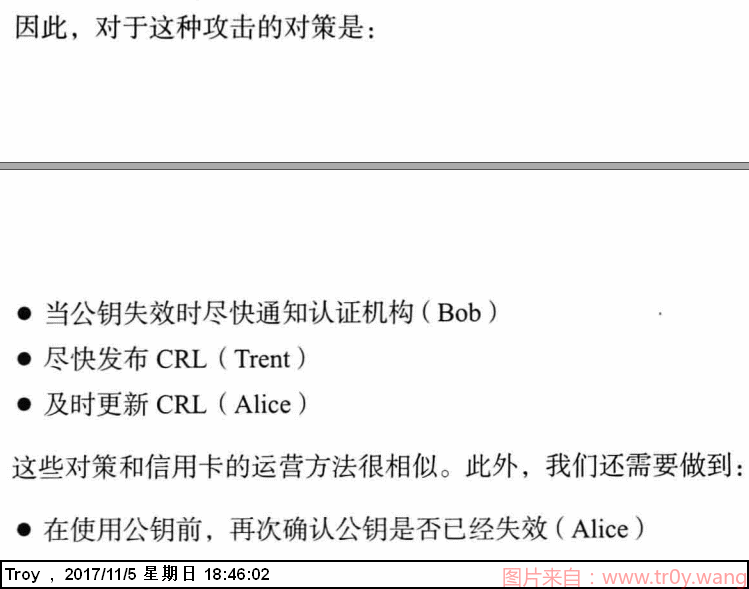 因此，对于这种攻击的对策是：
● 当公钥失效时尽快通知认证机构（Bob）
● 尽快发布 CRL（Trent）
● 及时更新 CRL（Alice）
这些对策和信用卡的运营方法很相似。此外，我们还需要做到：
● 在使用公钥前，再次确认公钥是否已经失效（Alice）
Troy , 2017/11/5 星期日 18:46:02
图片来自：www.tr0y.wang